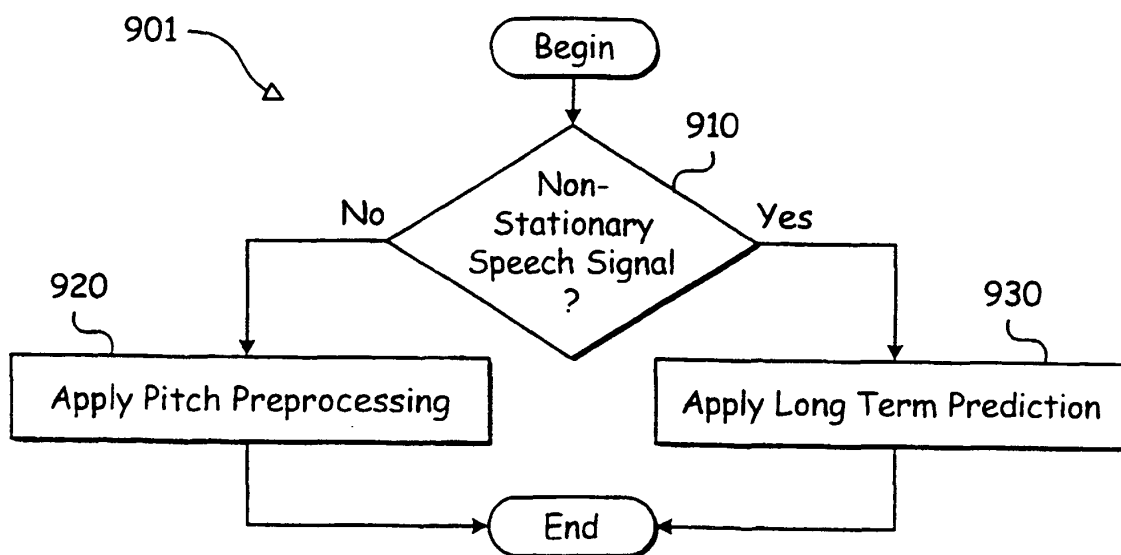 901
Begin
910
Non-
Stationary
Speech Signal
?
No
Yes
920
930
Apply Pitch Preprocessing
Apply Long Term Prediction
End